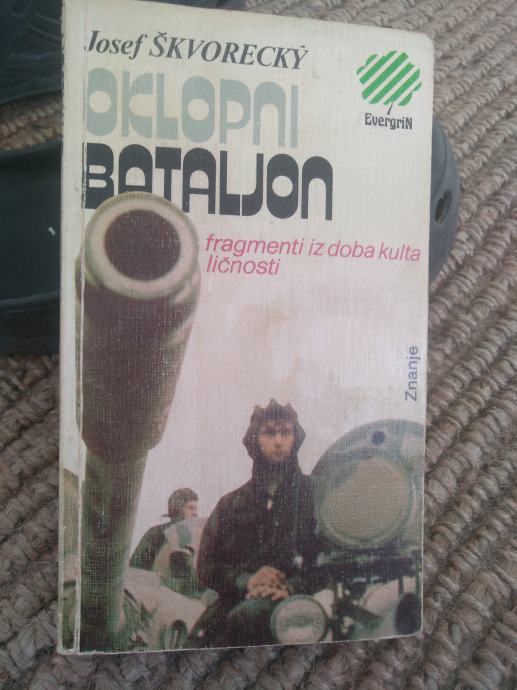 Josef ŠKVORECKÝ
EvergriN
OKLOPNI
BATALJON
fragmenti iz doba kulta
ličnosti
Znanje